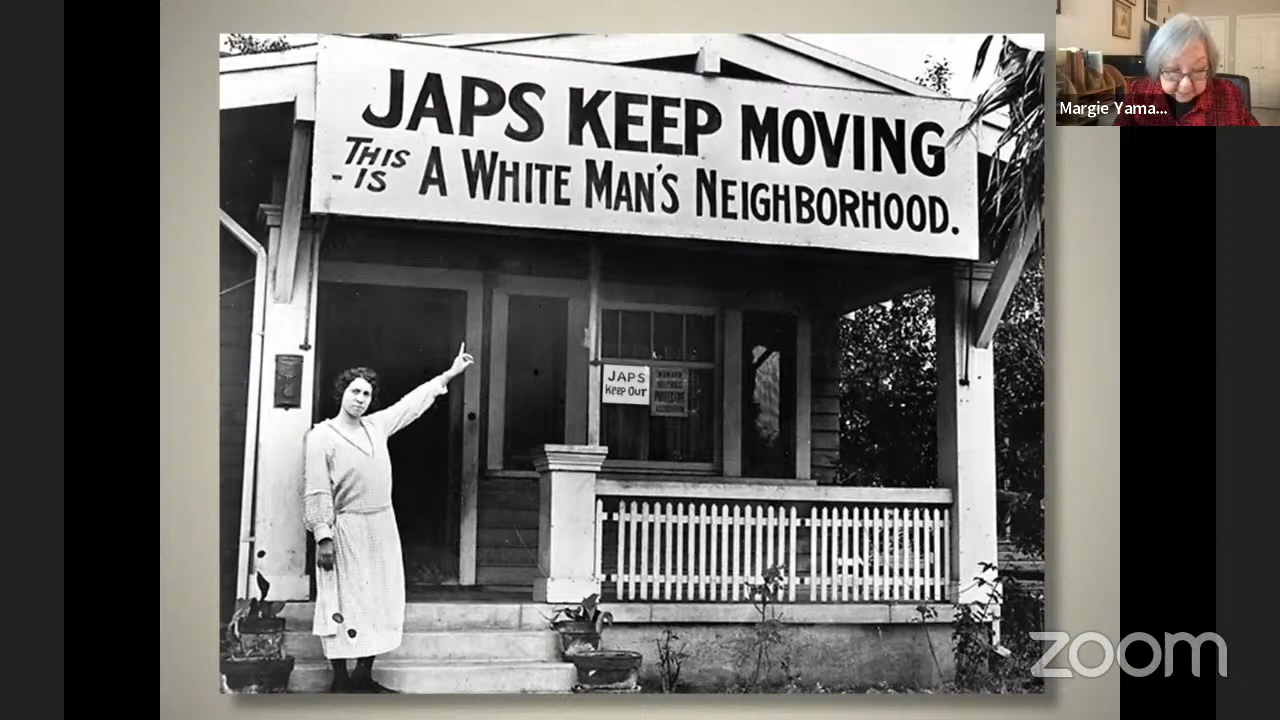 JAPS KEEP MOVING
THIS
- IS A WHITE MAN'S NEIGHBORHOOD.
JAPS
KEEP OUT
Margie Yama...
zoom